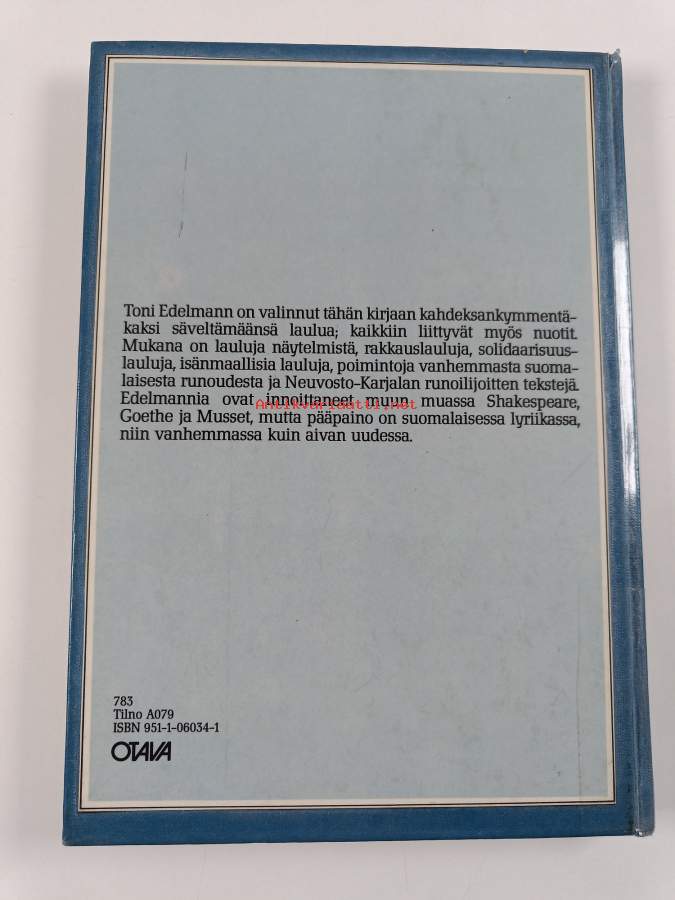 Toni Edelmann on valinnut tähän kirjaan kahdeksankymmentä-
kaksi säveltämäänsä laulua; kaikkiin liittyvät myös nuotit.
Mukana on lauluja näytelmistä, rakkauslauluja, solidaarisuus-
lauluja, isänmaallisia lauluja, poimintoja vanhemmasta suoma-
laisesta runoudesta ja Neuvosto-Karjalan runoilijoitten tekstejä.
Edelmannia ovat innoittaneet muun muassa Shakespeare,
Antikvariaatti.net
Goethe ja Musset, mutta pääpaino on suomalaisessa lyriikassa,
niin vanhemmassa kuin aivan uudessa.
783
Tilno A079
ISBN 951-1-06034-1
OTAVA